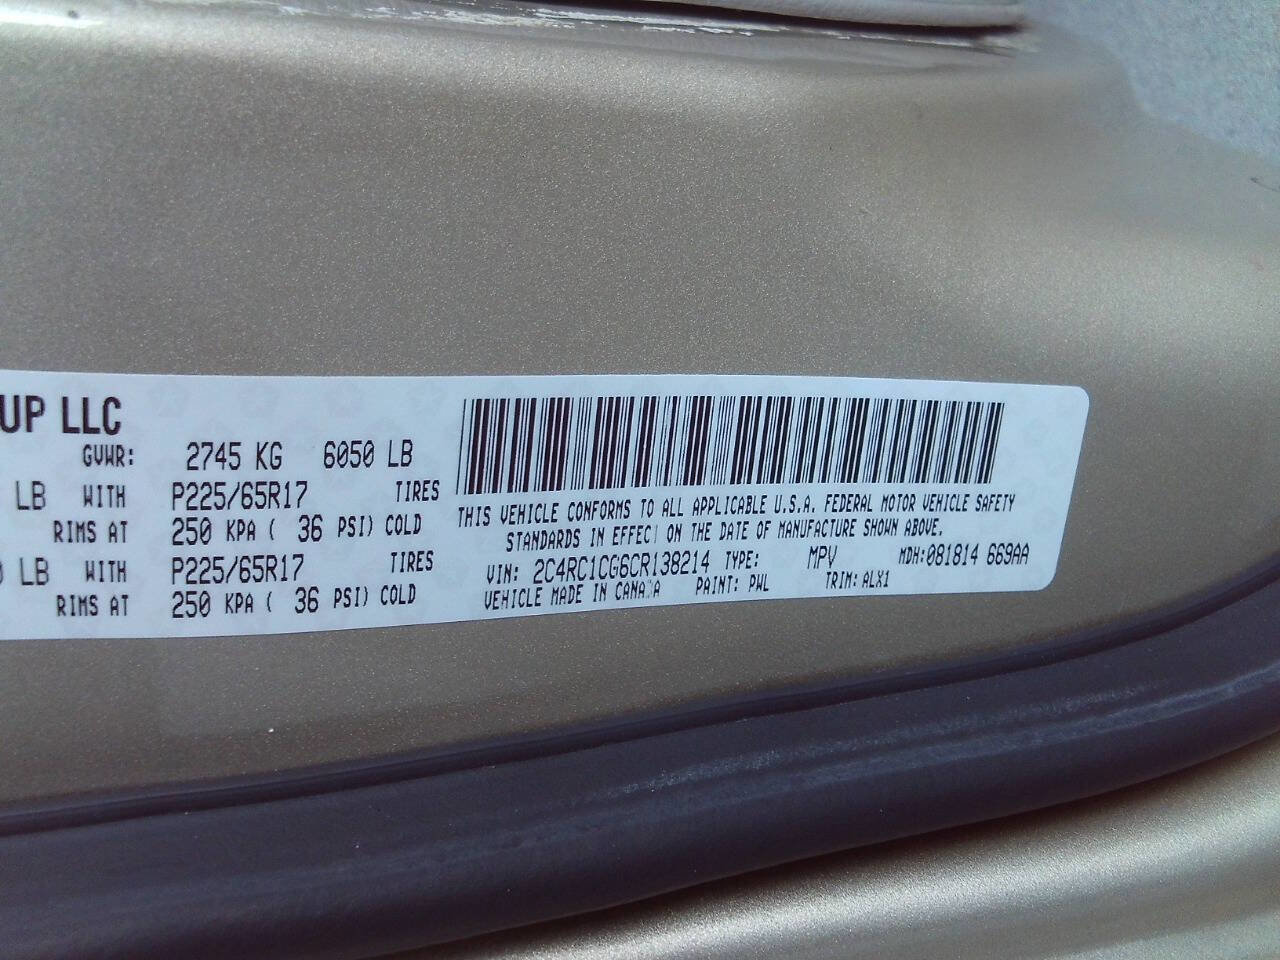 UP LLC
GVWR: 2745 KG 6050 LB
LB WITH P225/65R17 TIRES
RIMS AT 250 KPA ( 36 PSI) COLD
LB WITH P225/65R17 TIRES
RIMS AT 250 KPA ( 36 PSI) COLD
THIS VEHICLE CONFORMS TO ALL APPLICABLE U.S.A. FEDERAL MOTOR VEHICLE SAFETY
STANDARDS IN EFFECT ON THE DATE OF MANUFACTURE SHOWN ABOVE.
VIN: 2C4RC1CG6CR138214 TYPE: MPV MDH:081814 669AA
VEHICLE MADE IN CANADA PAINT: PWL TRIM: ALX1